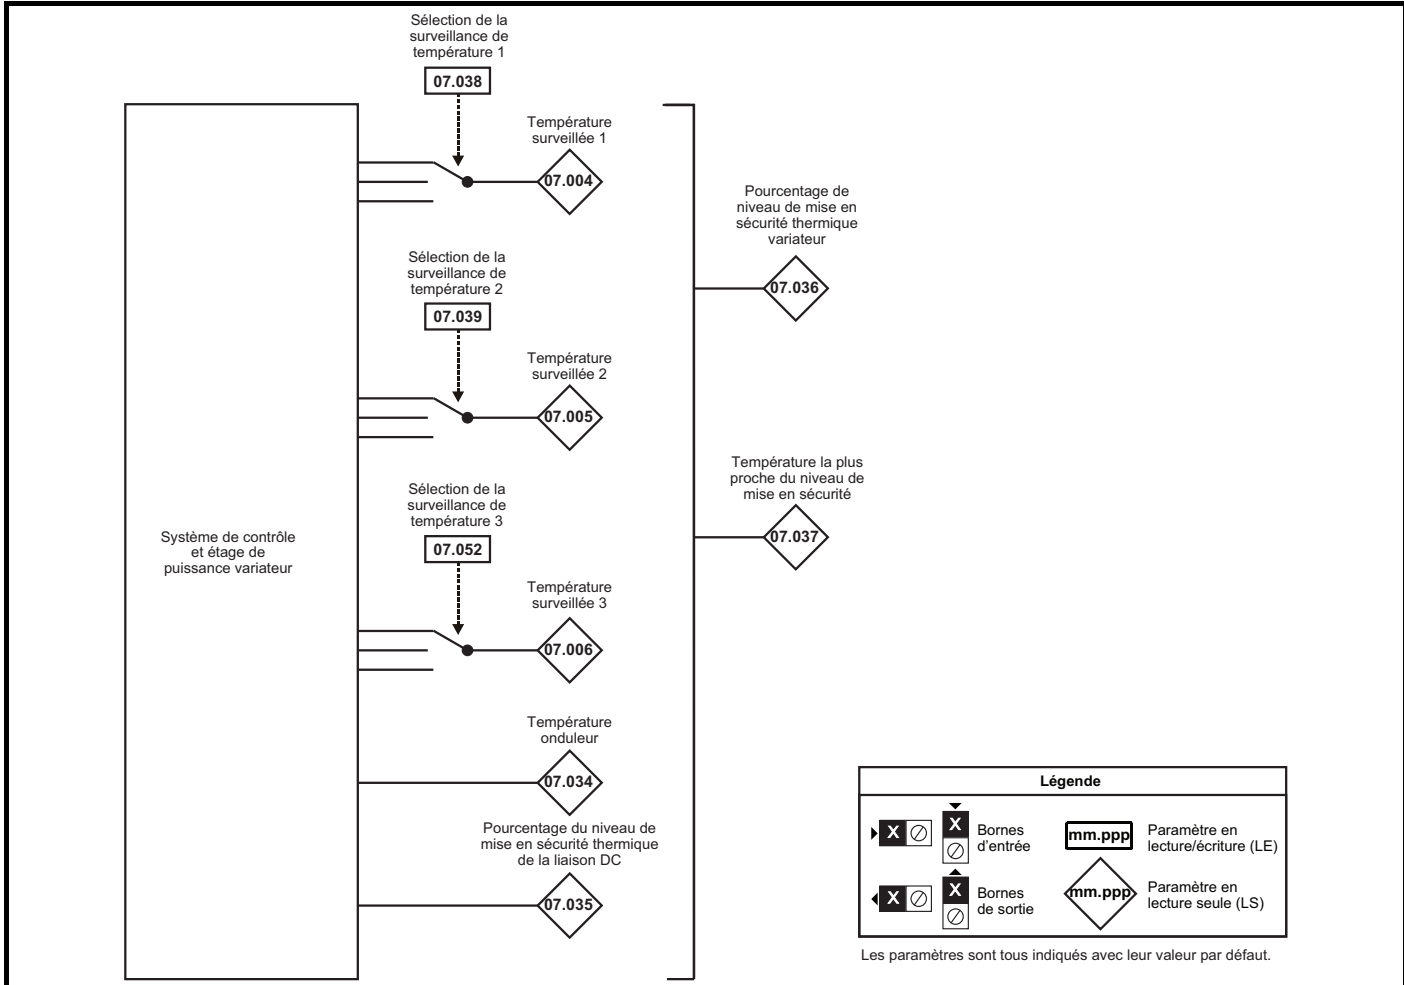 Sélection de la
surveillance de
température 1
07.038
Température
surveillée 1
07.004
Pourcentage de
niveau de mise en
sécurité thermique
variateur
07.036
Sélection de la
surveillance de
température 2
07.039
Température
surveillée 2
07.005
Température la plus
proche du niveau de
mise en sécurité
07.037
Sélection de la
surveillance de
température 3
07.052
Système de contrôle
et étage de
puissance variateur
Température
surveillée 3
07.006
Température
onduleur
07.034
Pourcentage du niveau de
mise en sécurité thermique
de la liaison DC
07.035
Légende
X
X
Bornes
d'entrée
mm.ppp
Paramètre en
lecture/écriture (LE)
X
X
Bornes
de sortie
mm.ppp
Paramètre en
lecture seule (LS)
Les paramètres sont tous indiqués avec leur valeur par défaut.